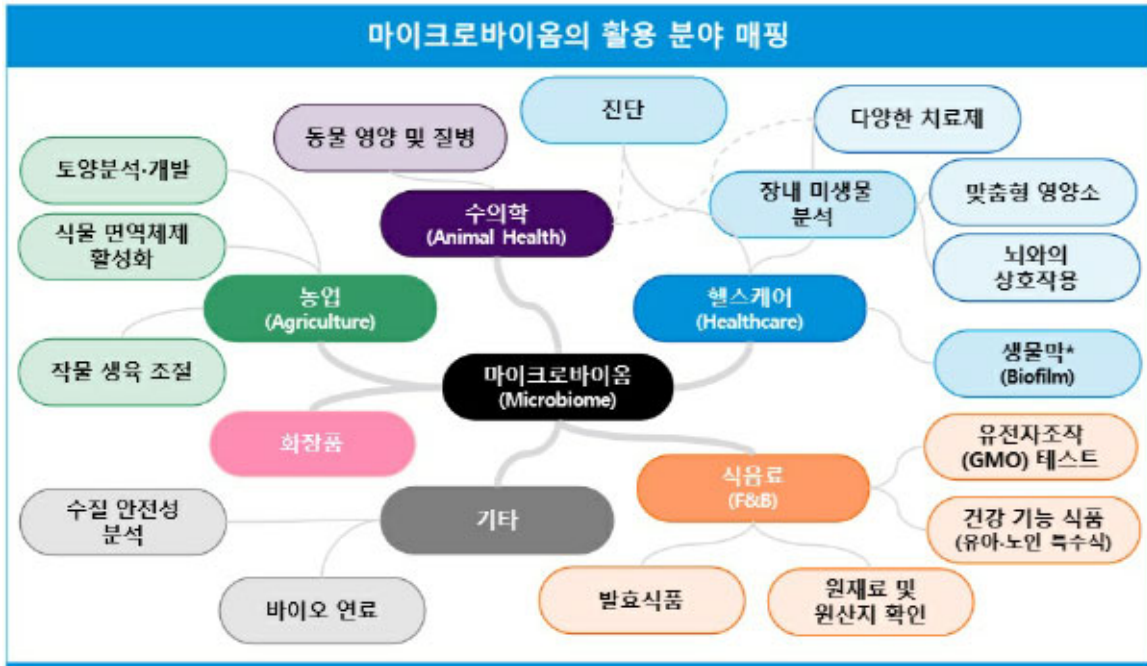 마이크로바이옴의 활용 분야 매핑
진단
동물 영양 및 질병
다양한 치료제
토양분석·개발
수의학
(Animal Health)
장내 미생물
분석
맞춤형 영양소
식물 면역체제
활성화
뇌와의
상호작용
농업
(Agriculture)
헬스케어
(Healthcare)
생물막*
(Biofilm)
작물 생육 조절
마이크로바이옴
(Microbiome)
화장품
유전자조작
(GMO) 테스트
식음료
(F&B)
수질 안전성
분석
기타
건강 기능 식품
(유아·노인 특수식)
바이오 연료
발효식품
원재료 및
원산지 확인